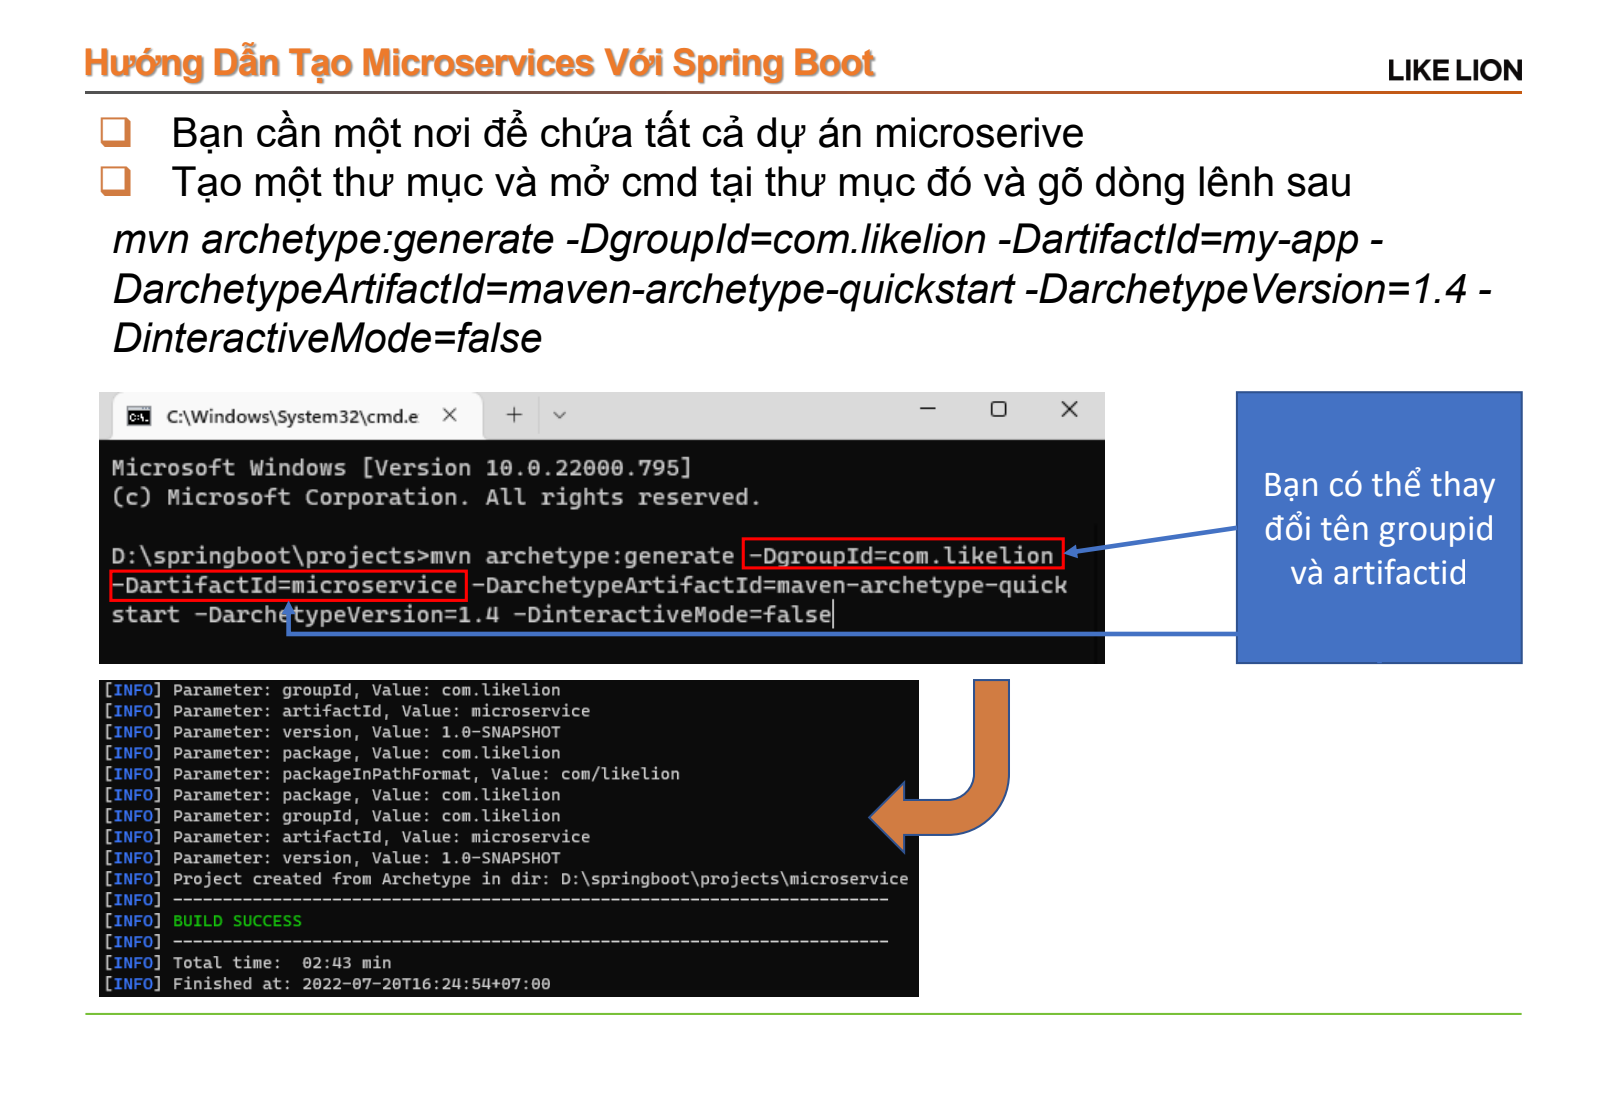 Hướng Dẫn Tạo Microservices Với Spring Boot
LIKE LION
Bạn cần một nơi để chứa tất cả dự án microserive
Tạo một thư mục và mở cmd tại thư mục đó và gõ dòng lênh sau
mvn archetype:generate -DgroupId=com.likelion -DartifactId=my-app -
DarchetypeArtifactId=maven-archetype-quickstart -DarchetypeVersion=1.4 -
DinteractiveMode=false
C:\Windows\System32\cmd.e
Microsoft Windows [Version 10.0.22000.795]
(c) Microsoft Corporation. All rights reserved.
D:\springboot\projects>mvn archetype:generate -DgroupId=com.likelion
-DartifactId=microservice -DarchetypeArtifactId=maven-archetype-quick
start -DarchetypeVersion=1.4 -DinteractiveMode=false
Bạn có thể thay
đổi tên groupid
và artifactid
[INFO] Parameter: groupId, Value: com.likelion
[INFO] Parameter: artifactId, Value: microservice
[INFO] Parameter: version, Value: 1.0-SNAPSHOT
[INFO] Parameter: package, Value: com.likelion
[INFO] Parameter: packageInPathFormat, Value: com/likelion
[INFO] Parameter: package, Value: com.likelion
[INFO] Parameter: groupId, Value: com.likelion
[INFO] Parameter: artifactId, Value: microservice
[INFO] Parameter: version, Value: 1.0-SNAPSHOT
[INFO] Project created from Archetype in dir: D:\springboot\projects\microservice
[INFO] ------------------------------------------------------------------------
[INFO] BUILD SUCCESS
[INFO] ------------------------------------------------------------------------
[INFO] Total time:  02:43 min
[INFO] Finished at: 2022-07-20T16:24:54+07:00